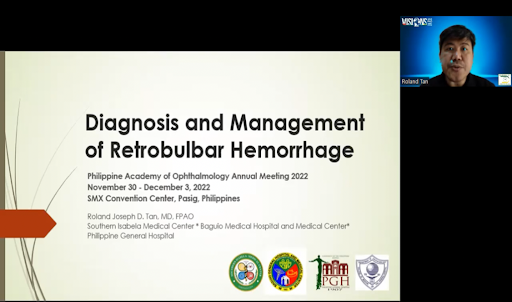 VISIONS
Roland Tan
Diagnosis and Management
of Retrobulbar Hemorrhage
Philippine Academy of Ophthalmology Annual Meeting 2022
November 30 - December 3, 2022
SMX Convention Center, Pasig, Philippines
Roland Joseph D. Tan, MD, FPAO
Southern Isabela Medical Center * Baguio Medical Hospital and Medical Center*
Philippine General Hospital
PGH